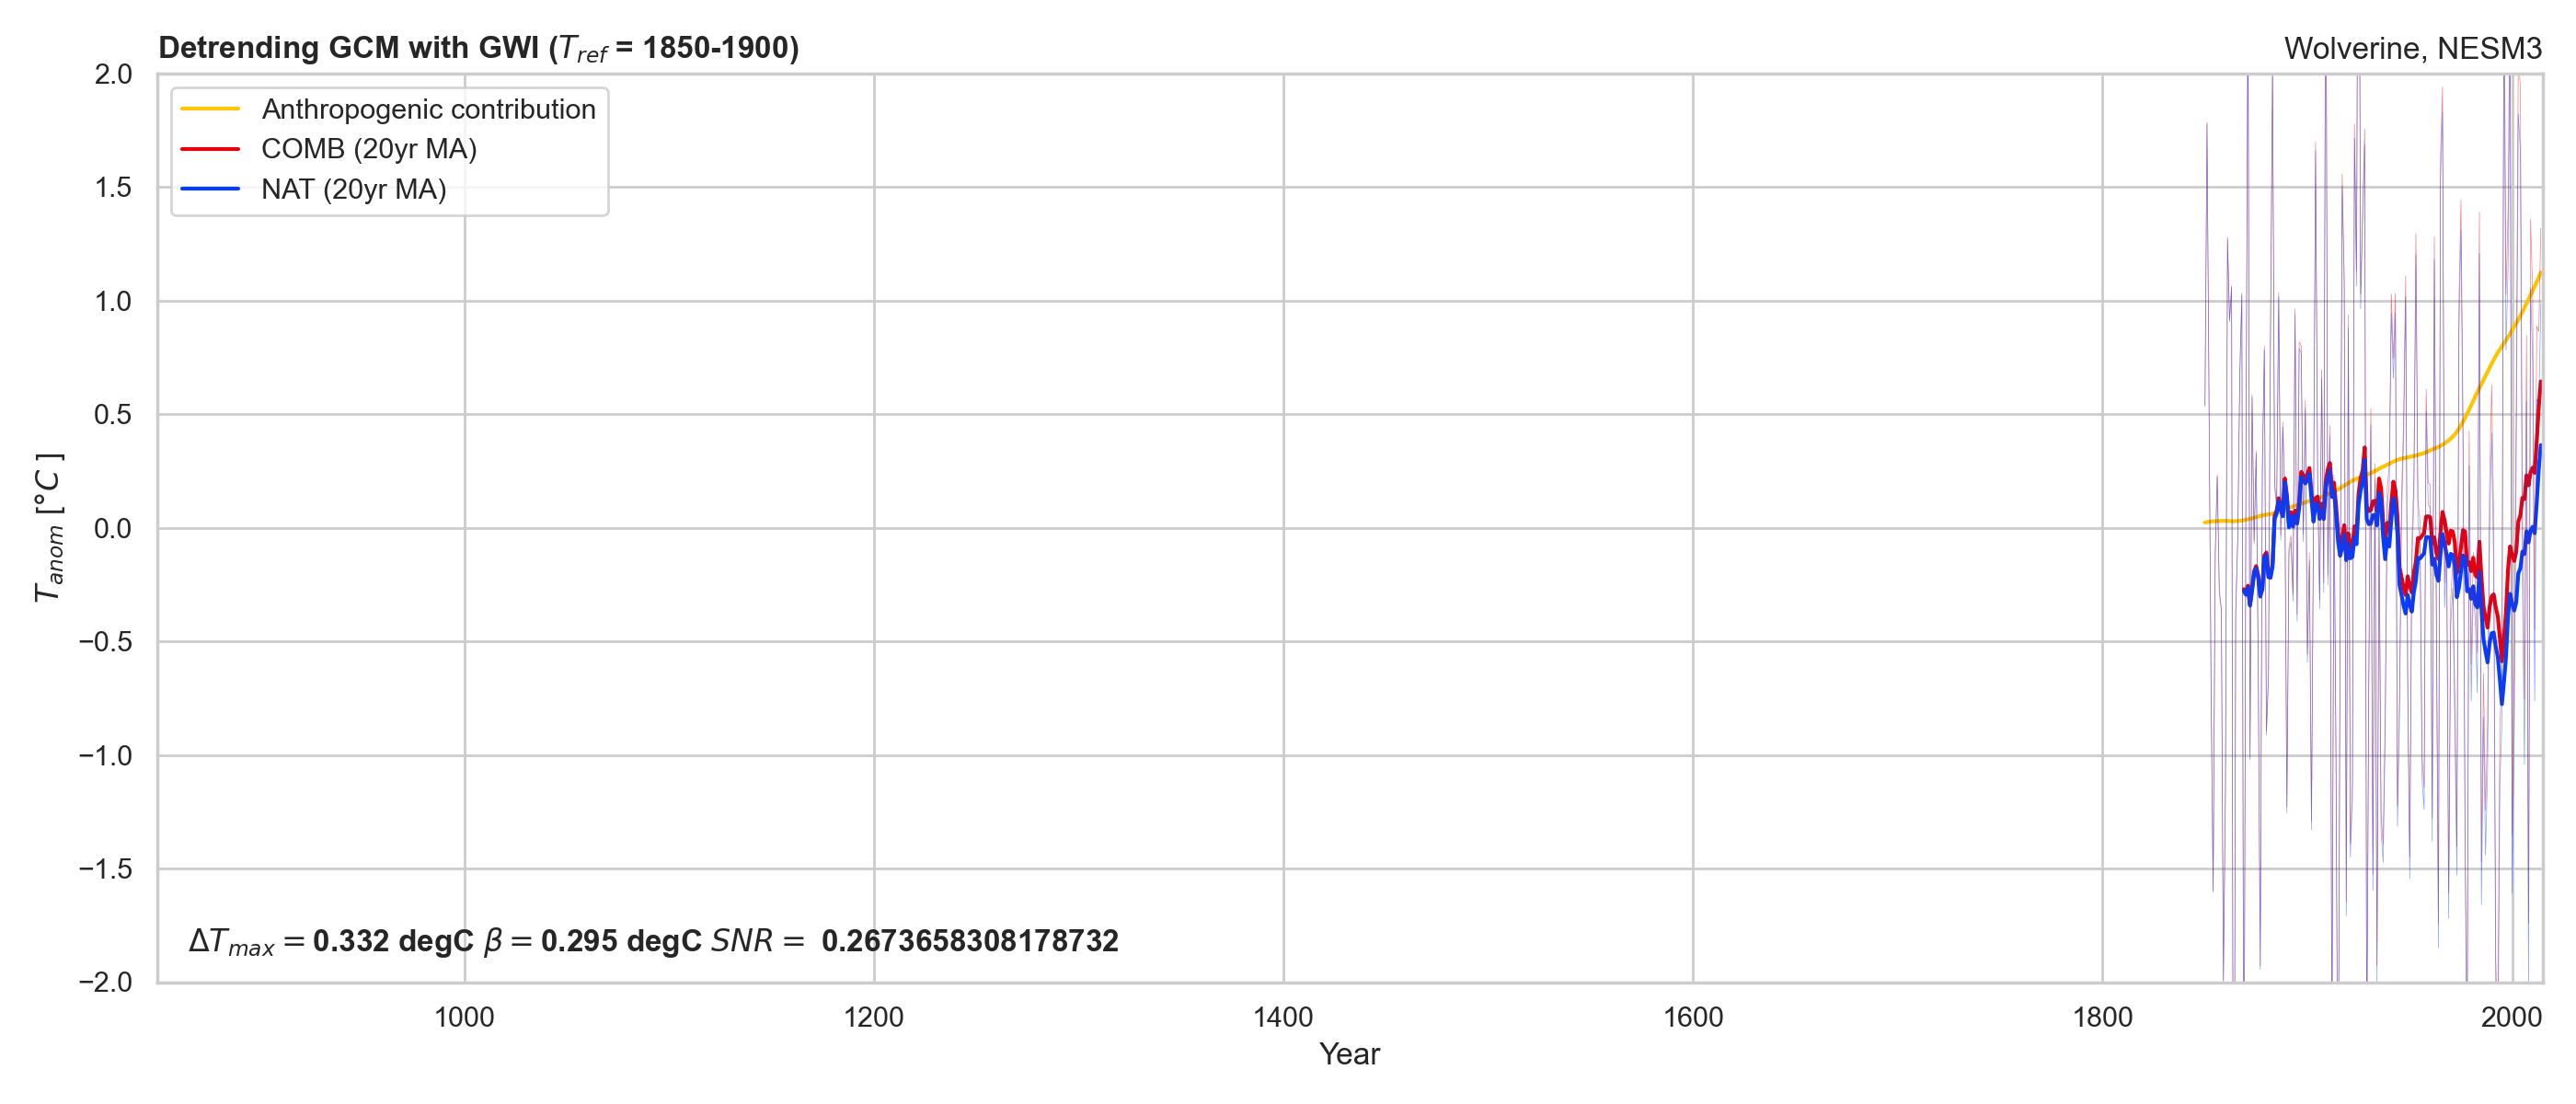 Detrending GCM with GWI (T_ref = 1850-1900)
Wolverine, NESM3
2.0
1.5
1.0
0.5
0.0
−0.5
−1.0
−1.5
−2.0
T_anom [°C ]
Anthropogenic contribution
COMB (20yr MA)
NAT (20yr MA)
ΔT_max = 0.332 degC β = 0.295 degC SNR = 0.2673658308178732
1000 1200 1400 1600 1800 2000
Year